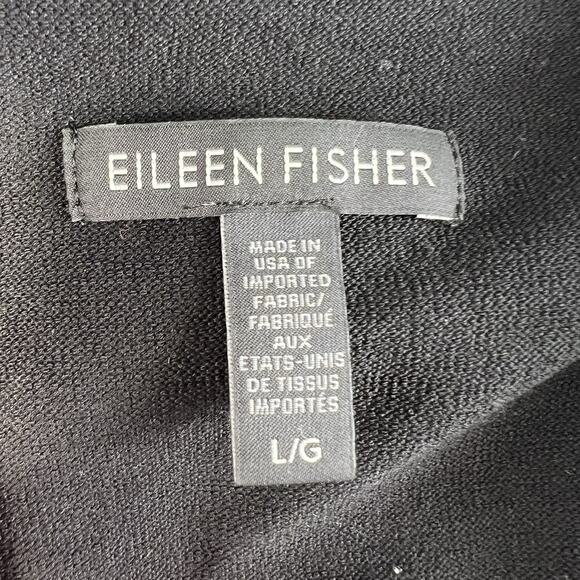 EILEEN FISHER
MADE IN
USA OF
IMPORTED
FABRIC/
FABRIQUÉ
AUX
ETATS-UNIS
DE TISSUS
IMPORTÉS
L/G